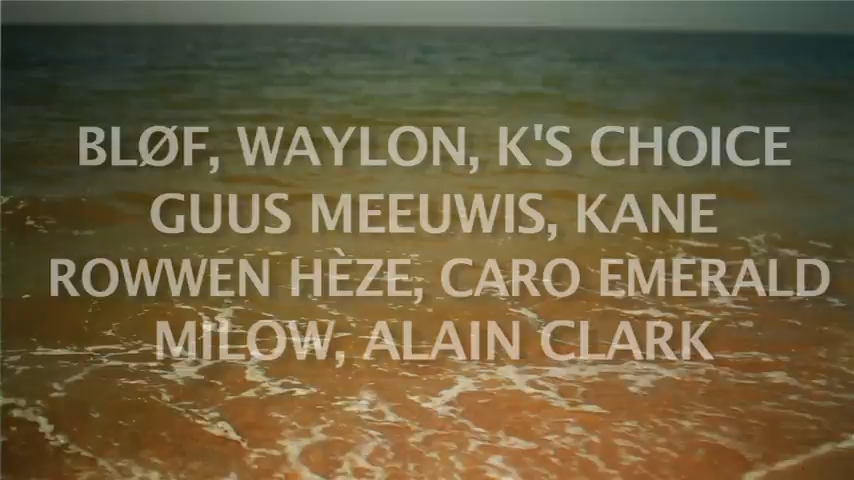 BLØF, WAYLON, K'S CHOICE
GUUS MEEUWIS, KANE
ROWWEN HÈZE, CARO EMERALD
MILOW, ALAIN CLARK